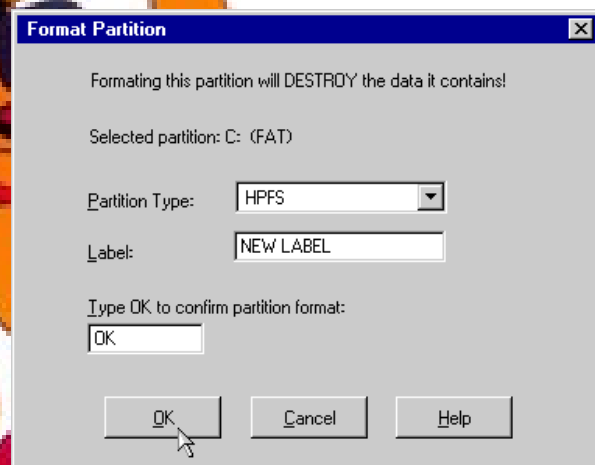 Format Partition
Formating this partition will DESTROY the data it contains!
Selected partition: C: (FAT)
Partition Type: HPFS
Label: NEW LABEL
Type OK to confirm partition format:
OK
OK Cancel Help